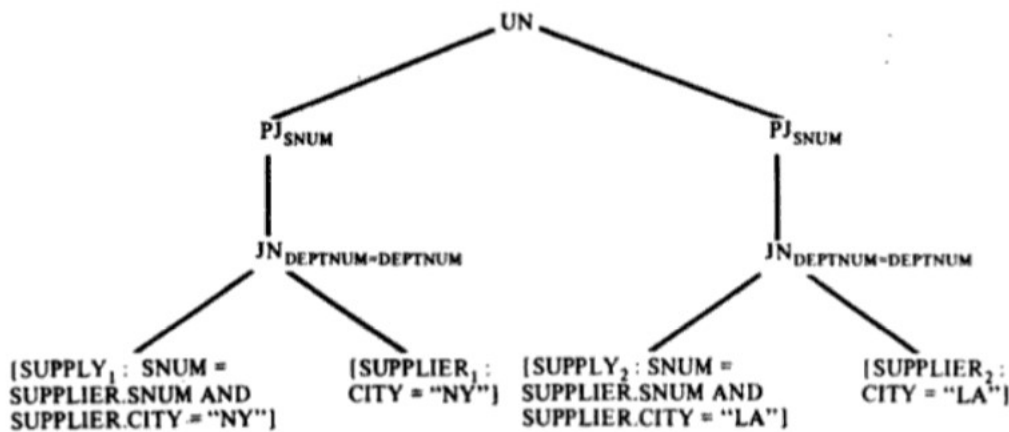 UN
PJSNUM PJSNUM
JNDEPTNUM=DEPTNUM JNDEPTNUM=DEPTNUM
[SUPPLY1: SNUM = [SUPPLIER1: [SUPPLY2: SNUM = [SUPPLIER2:
SUPPLIER.SNUM AND CITY = "NY"] SUPPLIER.SNUM AND CITY = "LA"]
SUPPLIER.CITY = "NY"] SUPPLIER.CITY = "LA"]